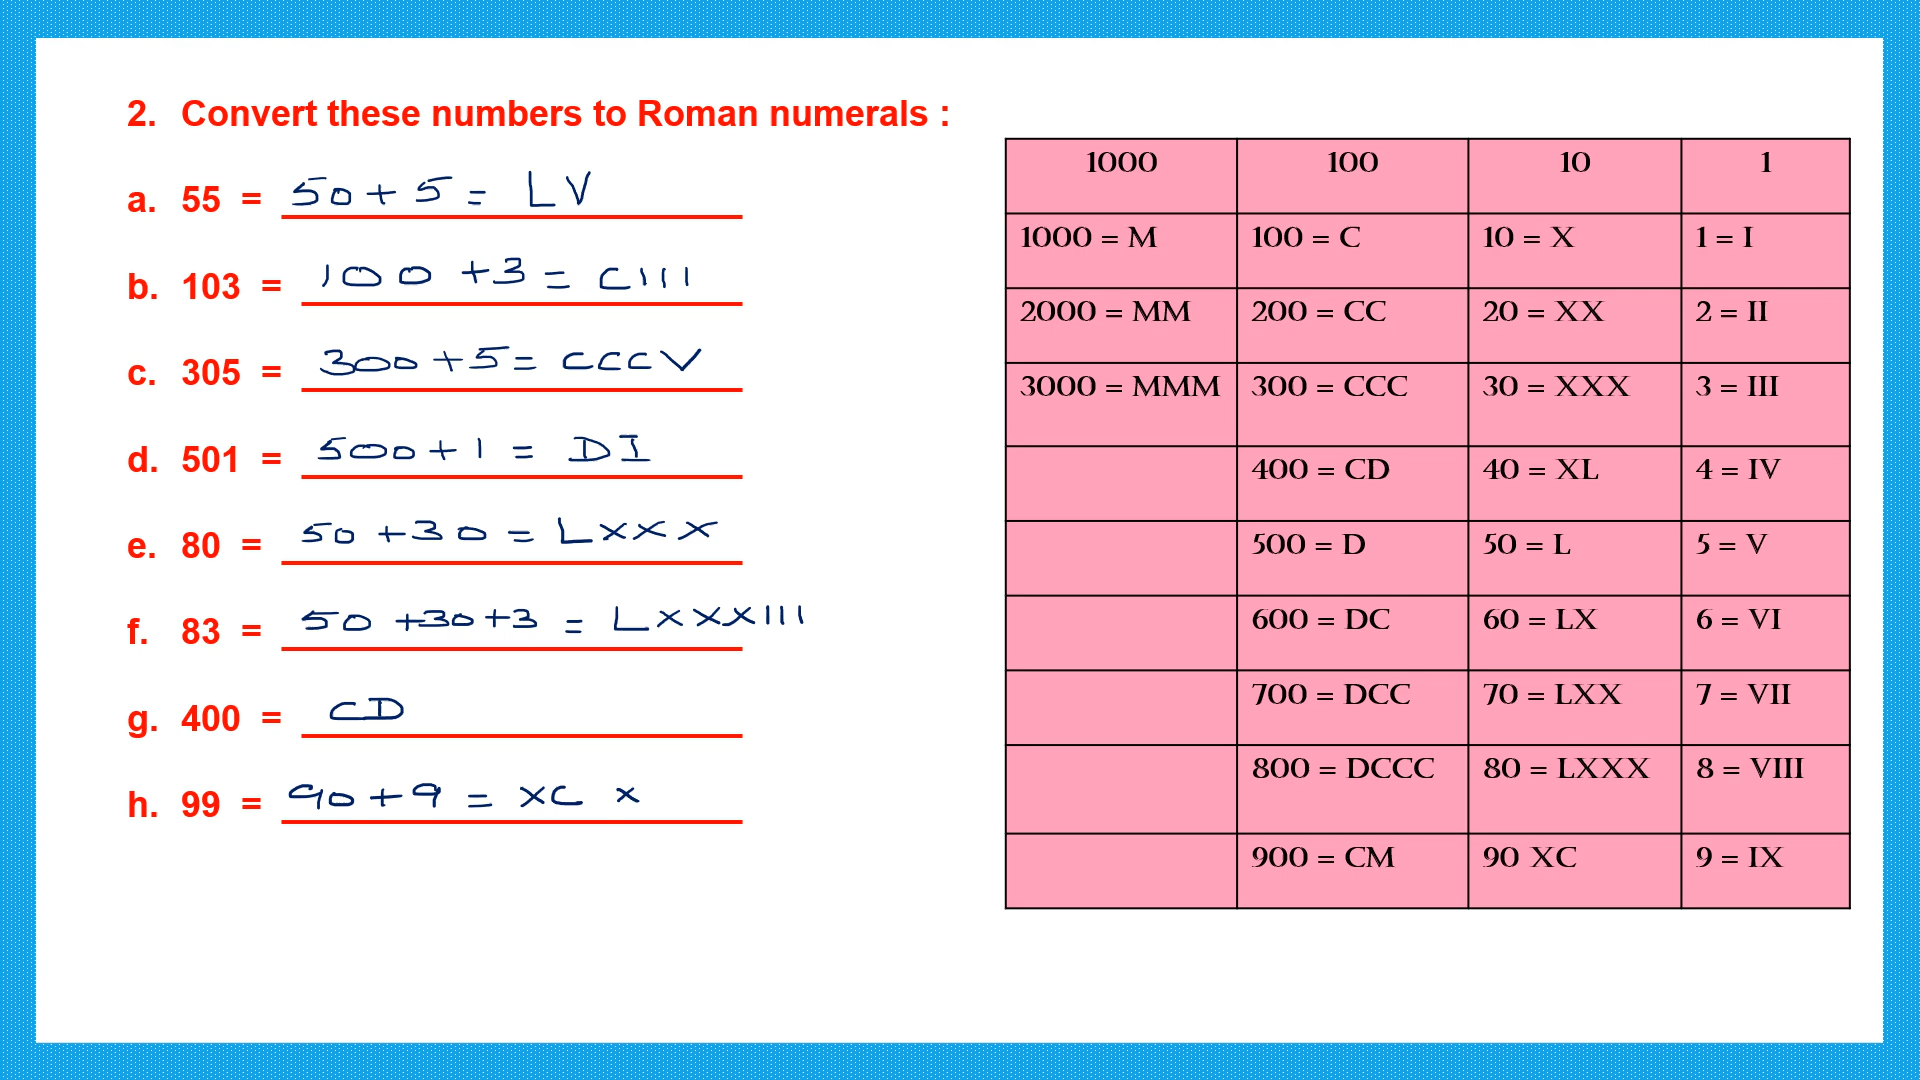 2. Convert these numbers to Roman numerals :
a. 55 = 50 + 5 = LV
b. 103 = 100 + 3 = CIII
c. 305 = 300 + 5 = CCCV
d. 501 = 500 + 1 = DI
e. 80 = 50 + 30 = LXXX
f. 83 = 50 + 30 + 3 = LXXXIII
g. 400 = CD
h. 99 = 90 + 9 = XC X
1000 100 10 1
1000 = M 100 = C 10 = X 1 = I
2000 = MM 200 = CC 20 = XX 2 = II
3000 = MMM 300 = CCC 30 = XXX 3 = III
400 = CD 40 = XL 4 = IV
500 = D 50 = L 5 = V
600 = DC 60 = LX 6 = VI
700 = DCC 70 = LXX 7 = VII
800 = DCCC 80 = LXXX 8 = VIII
900 = CM 90 XC 9 = IX